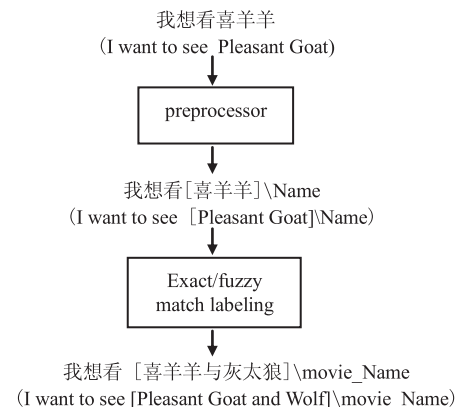 我想看喜羊羊
(I want to see Pleasant Goat)
preprocessor
我想看[喜羊羊]\Name
(I want to see [Pleasant Goat]\Name)
Exact/fuzzy
match labeling
我想看 [喜羊羊与灰太狼]\movie_Name
(I want to see [Pleasant Goat and Wolf]\movie_Name)